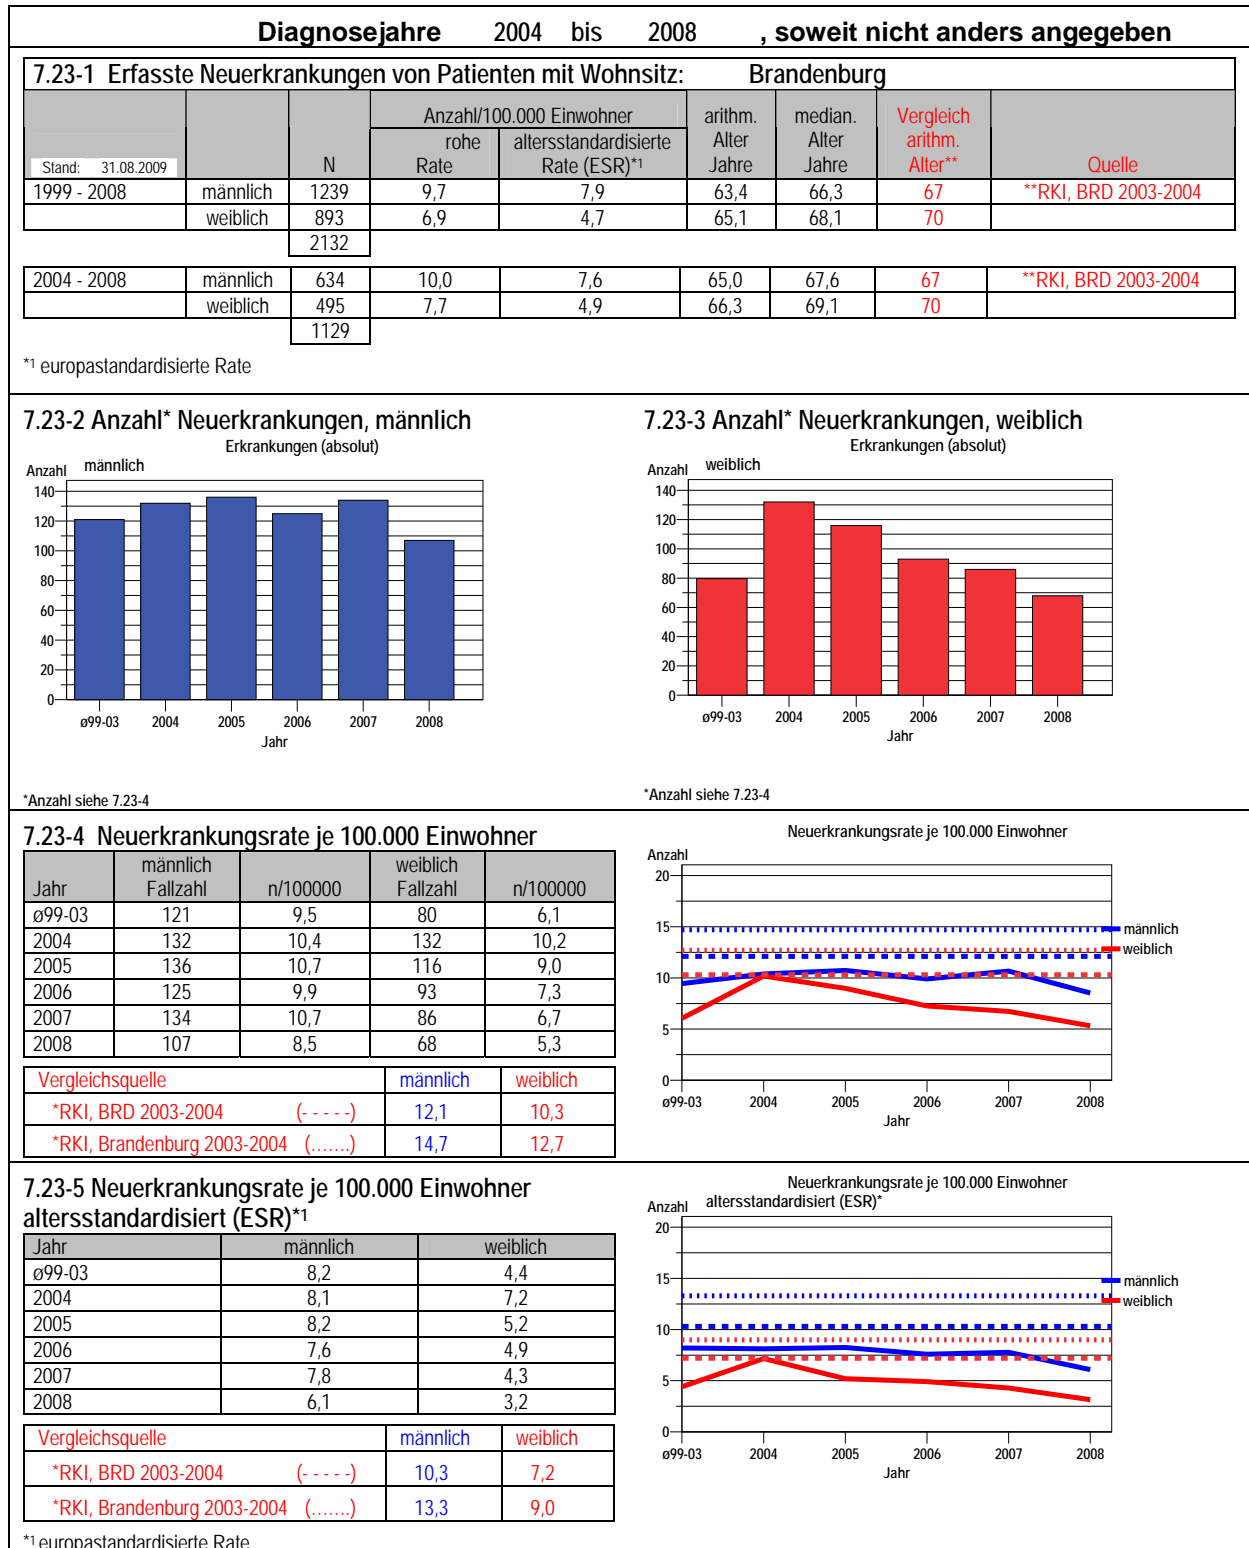 Diagnosejahre 2004 bis 2008 , soweit nicht anders angegeben
7.23-1 Erfasste Neuerkrankungen von Patienten mit Wohnsitz: Brandenburg
Anzahl/100.000 Einwohner arithm. median. Vergleich
rohe altersstandardisierte Alter Alter arithm.
Stand: 31.08.2009 N Rate Rate (ESR)*1 Jahre Jahre Alter** Quelle
1999 - 2008 männlich 1239 9,7 7,9 63,4 66,3 67 **RKI, BRD 2003-2004
weiblich 893 6,9 4,7 65,1 68,1 70
2132
2004 - 2008 männlich 634 10,0 7,6 65,0 67,6 67 **RKI, BRD 2003-2004
weiblich 495 7,7 4,9 66,3 69,1 70
1129
*1 europastandardisierte Rate
7.23-2 Anzahl* Neuerkrankungen, männlich
Erkrankungen (absolut)
Anzahl männlich
140
120
100
80
60
40
20
0
ø99-03 2004 2005 2006 2007 2008
Jahr
*Anzahl siehe 7.23-4
7.23-3 Anzahl* Neuerkrankungen, weiblich
Erkrankungen (absolut)
Anzahl weiblich
140
120
100
80
60
40
20
0
ø99-03 2004 2005 2006 2007 2008
Jahr
*Anzahl siehe 7.23-4
7.23-4 Neuerkrankungsrate je 100.000 Einwohner
männlich weiblich
Jahr Fallzahl n/100000 Fallzahl n/100000
ø99-03 121 9,5 80 6,1
2004 132 10,4 132 10,2
2005 136 10,7 116 9,0
2006 125 9,9 93 7,3
2007 134 10,7 86 6,7
2008 107 8,5 68 5,3
Vergleichsquelle männlich weiblich
*RKI, BRD 2003-2004 (- - - - -) 12,1 10,3
*RKI, Brandenburg 2003-2004 (.......) 14,7 12,7
Neuerkrankungsrate je 100.000 Einwohner
Anzahl
20
15
10
5
0
männlich
weiblich
ø99-03 2004 2005 2006 2007 2008
Jahr
7.23-5 Neuerkrankungsrate je 100.000 Einwohner
altersstandardisiert (ESR)*1
Jahr männlich weiblich
ø99-03 8,2 4,4
2004 8,1 7,2
2005 8,2 5,2
2006 7,6 4,9
2007 7,8 4,3
2008 6,1 3,2
Vergleichsquelle männlich weiblich
*RKI, BRD 2003-2004 (- - - - -) 10,3 7,2
*RKI, Brandenburg 2003-2004 (.......) 13,3 9,0
*1 europastandardisierte Rate
Neuerkrankungsrate je 100.000 Einwohner
Anzahl altersstandardisiert (ESR)*
20
15
10
5
0
männlich
weiblich
ø99-03 2004 2005 2006 2007 2008
Jahr